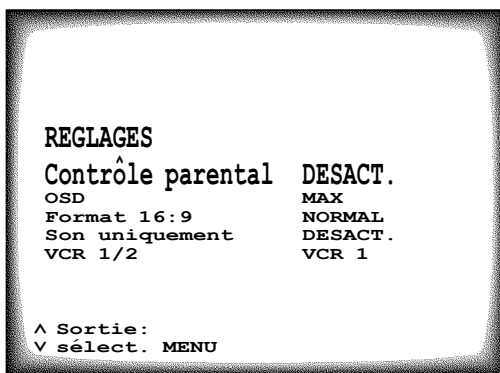 REGLAGES
Contrôle parental DESACT.
OSD MAX
Format 16:9 NORMAL
Son uniquement DESACT.
VCR 1/2 VCR 1
∧ Sortie:
∨ sélect. MENU